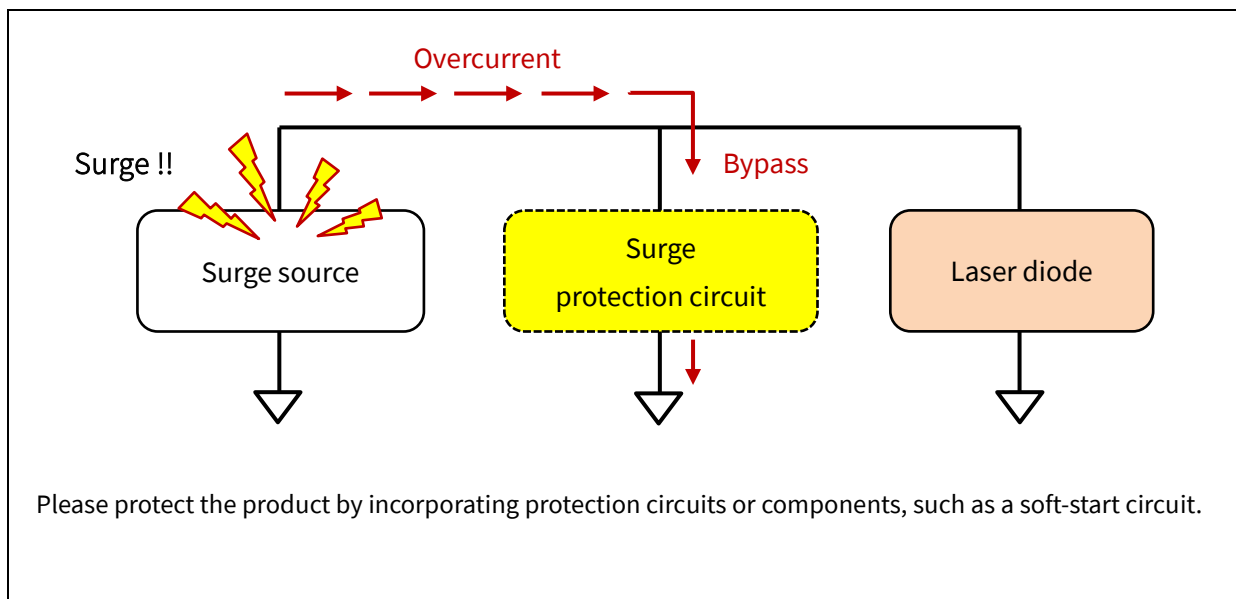 Overcurrent
Surge !!
Bypass
Surge source
Surge
protection circuit
Laser diode
Please protect the product by incorporating protection circuits or components, such as a soft-start circuit.